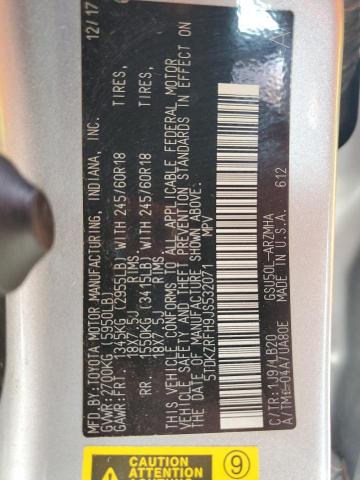 12/17
MFD.BY:TOYOTA MOTOR MANUFACTURING, INDIANA, INC.
GVWR:2700KG(5950LB)
GAWR:FRT. 1345KG (2955LB) WITH 245/60R18 TIRES
18X7.5J RIMS
RR. 1550KG (3415LB) WITH 245/60R18 TIRES
18X7.5J RIMS
THIS VEHICLE CONFORMS TO ALL APPLICABLE FEDERAL MOTOR
VEHICLE SAFETY AND THEFT PREVENTION STANDARDS IN EFFECT
ON THE DATE OF MANUFACTURE SHOWN ABOVE.
5TDKZRFH9JS532071 MPV
A
C/TR:1J9/LB20 GSU50L-ARZMHA
A/TM:-04A/UA80E MADE IN U.S.A. 612
CAUTION
ATTENTION
9